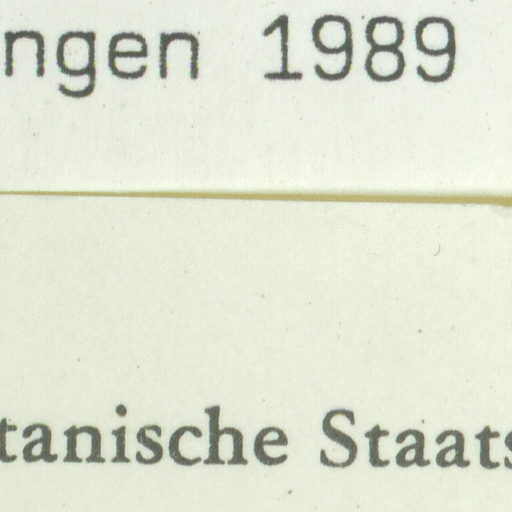 ngen 1989
tanische Staats